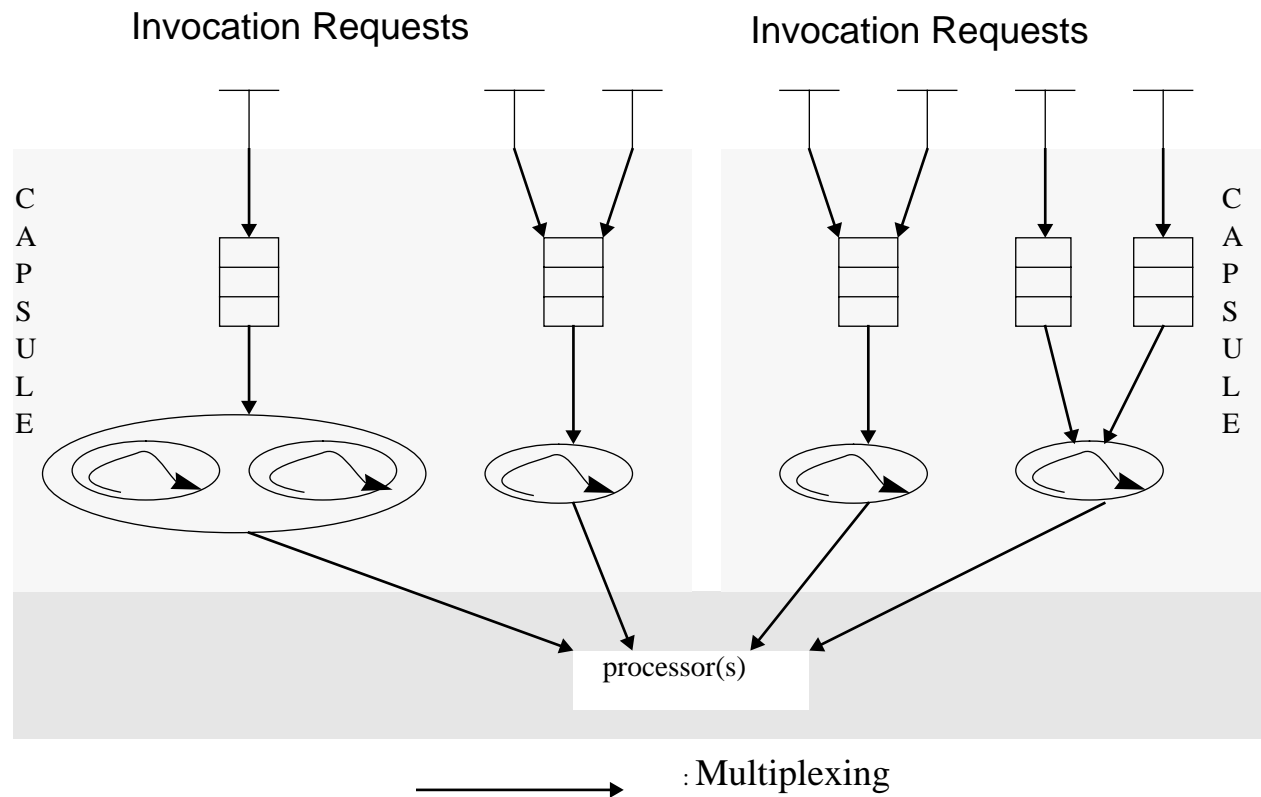 Invocation Requests
Invocation Requests
C
A
P
S
U
L
E
C
A
P
S
U
L
E
processor(s)
: Multiplexing